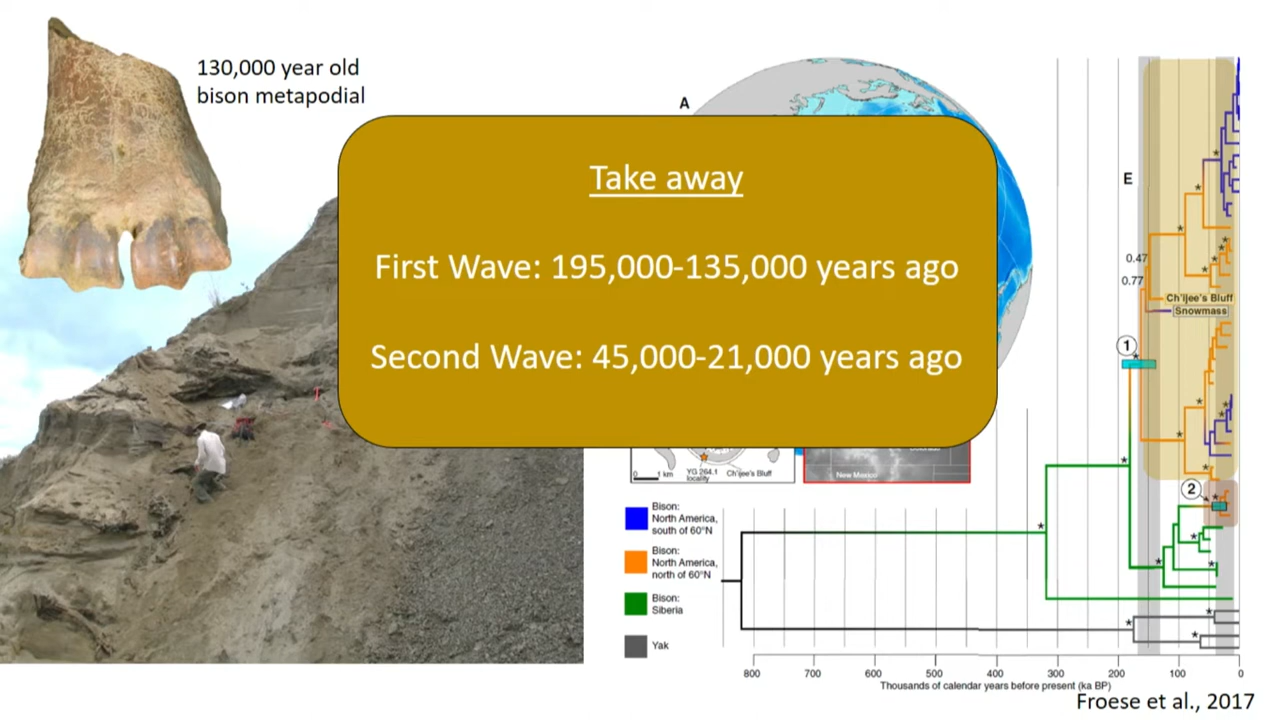 130,000 year old
bison metapodial
A
Take away
First Wave: 195,000-135,000 years ago
Second Wave: 45,000-21,000 years ago
E
0.47
0.77
Ch'ijee's Bluff
Snowmass
1
2
0 1 km
YG 264.1
locality
Ch'ijee's Bluff
New Mexico
Bison:
North America,
south of 60°N
Bison:
North America,
north of 60°N
Bison:
Siberia
Yak
800 700 600 500 400 300 200 100 0
Thousands of calendar years before present (ka BP)
Froese et al., 2017